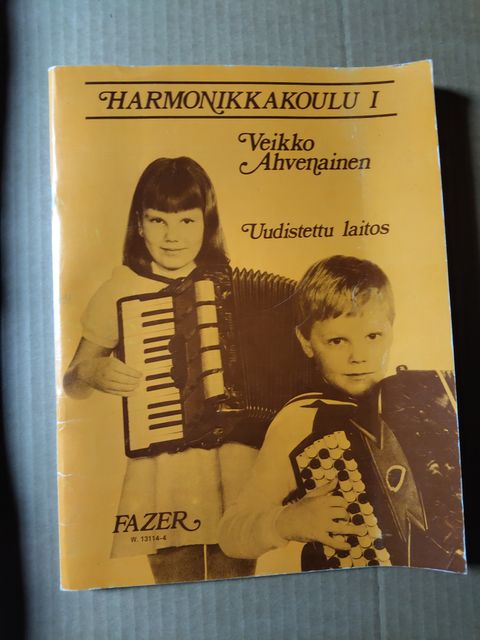 HARMONIKKAKOULU I
Veikko
Ahvenainen
Uudistettu laitos
FAZER
W. 13114-4